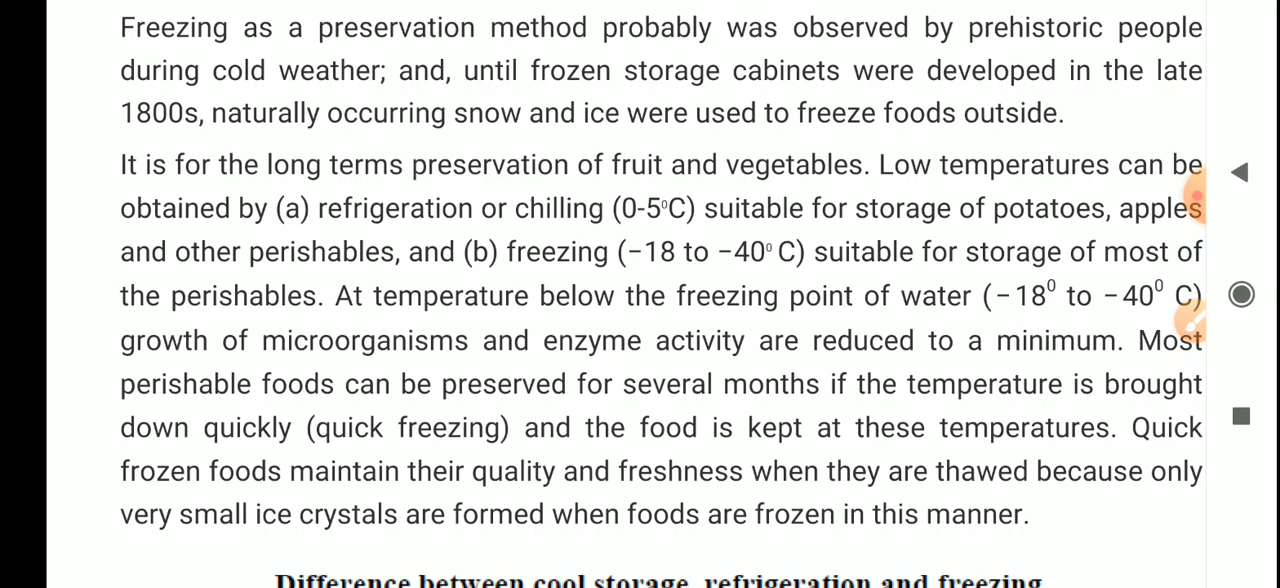 Freezing as a preservation method probably was observed by prehistoric people
during cold weather; and, until frozen storage cabinets were developed in the late
1800s, naturally occurring snow and ice were used to freeze foods outside.
It is for the long terms preservation of fruit and vegetables. Low temperatures can be
obtained by (a) refrigeration or chilling (0-5⁰C) suitable for storage of potatoes, apples
and other perishables, and (b) freezing (−18 to −40⁰ C) suitable for storage of most of
the perishables. At temperature below the freezing point of water (−18⁰ to −40⁰ C)
growth of microorganisms and enzyme activity are reduced to a minimum. Most
perishable foods can be preserved for several months if the temperature is brought
down quickly (quick freezing) and the food is kept at these temperatures. Quick
frozen foods maintain their quality and freshness when they are thawed because only
very small ice crystals are formed when foods are frozen in this manner.
Difference between cool storage, refrigeration and freezing